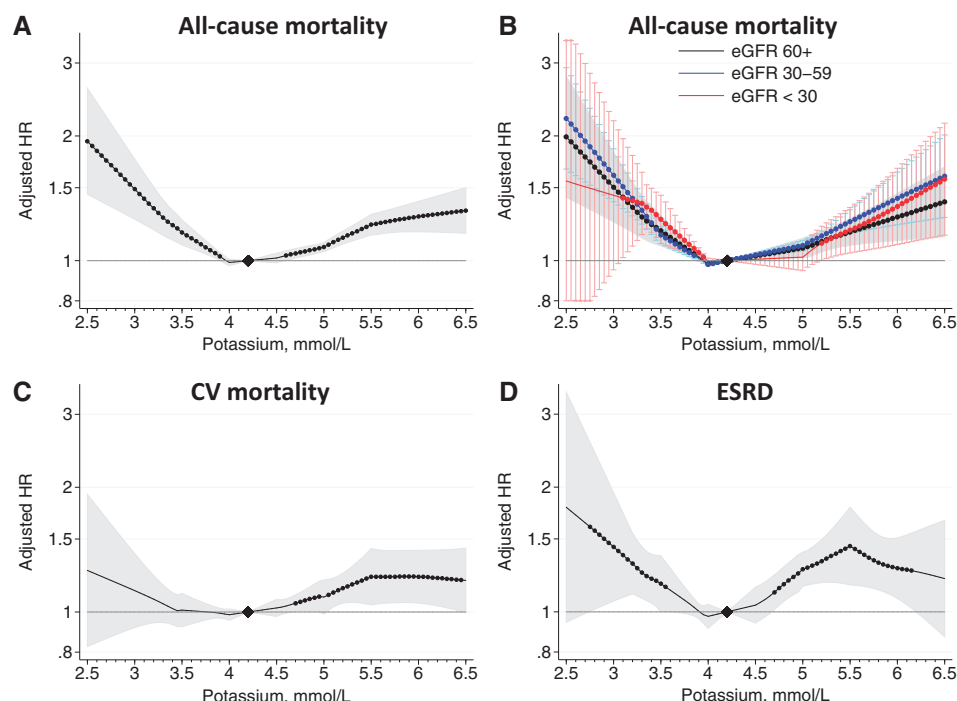 A
All-cause mortality
3
2
1.5
1
.8
Adjusted HR
2.5 3 3.5 4 4.5 5 5.5 6 6.5
Potassium, mmol/L
B
All-cause mortality
eGFR 60+
eGFR 30–59
eGFR < 30
3
2
1.5
1
.8
Adjusted HR
2.5 3 3.5 4 4.5 5 5.5 6 6.5
Potassium, mmol/L
C
CV mortality
3
2
1.5
1
.8
Adjusted HR
2.5 3 3.5 4 4.5 5 5.5 6 6.5
Potassium, mmol/L
D
ESRD
3
2
1.5
1
.8
Adjusted HR
2.5 3 3.5 4 4.5 5 5.5 6 6.5
Potassium, mmol/L